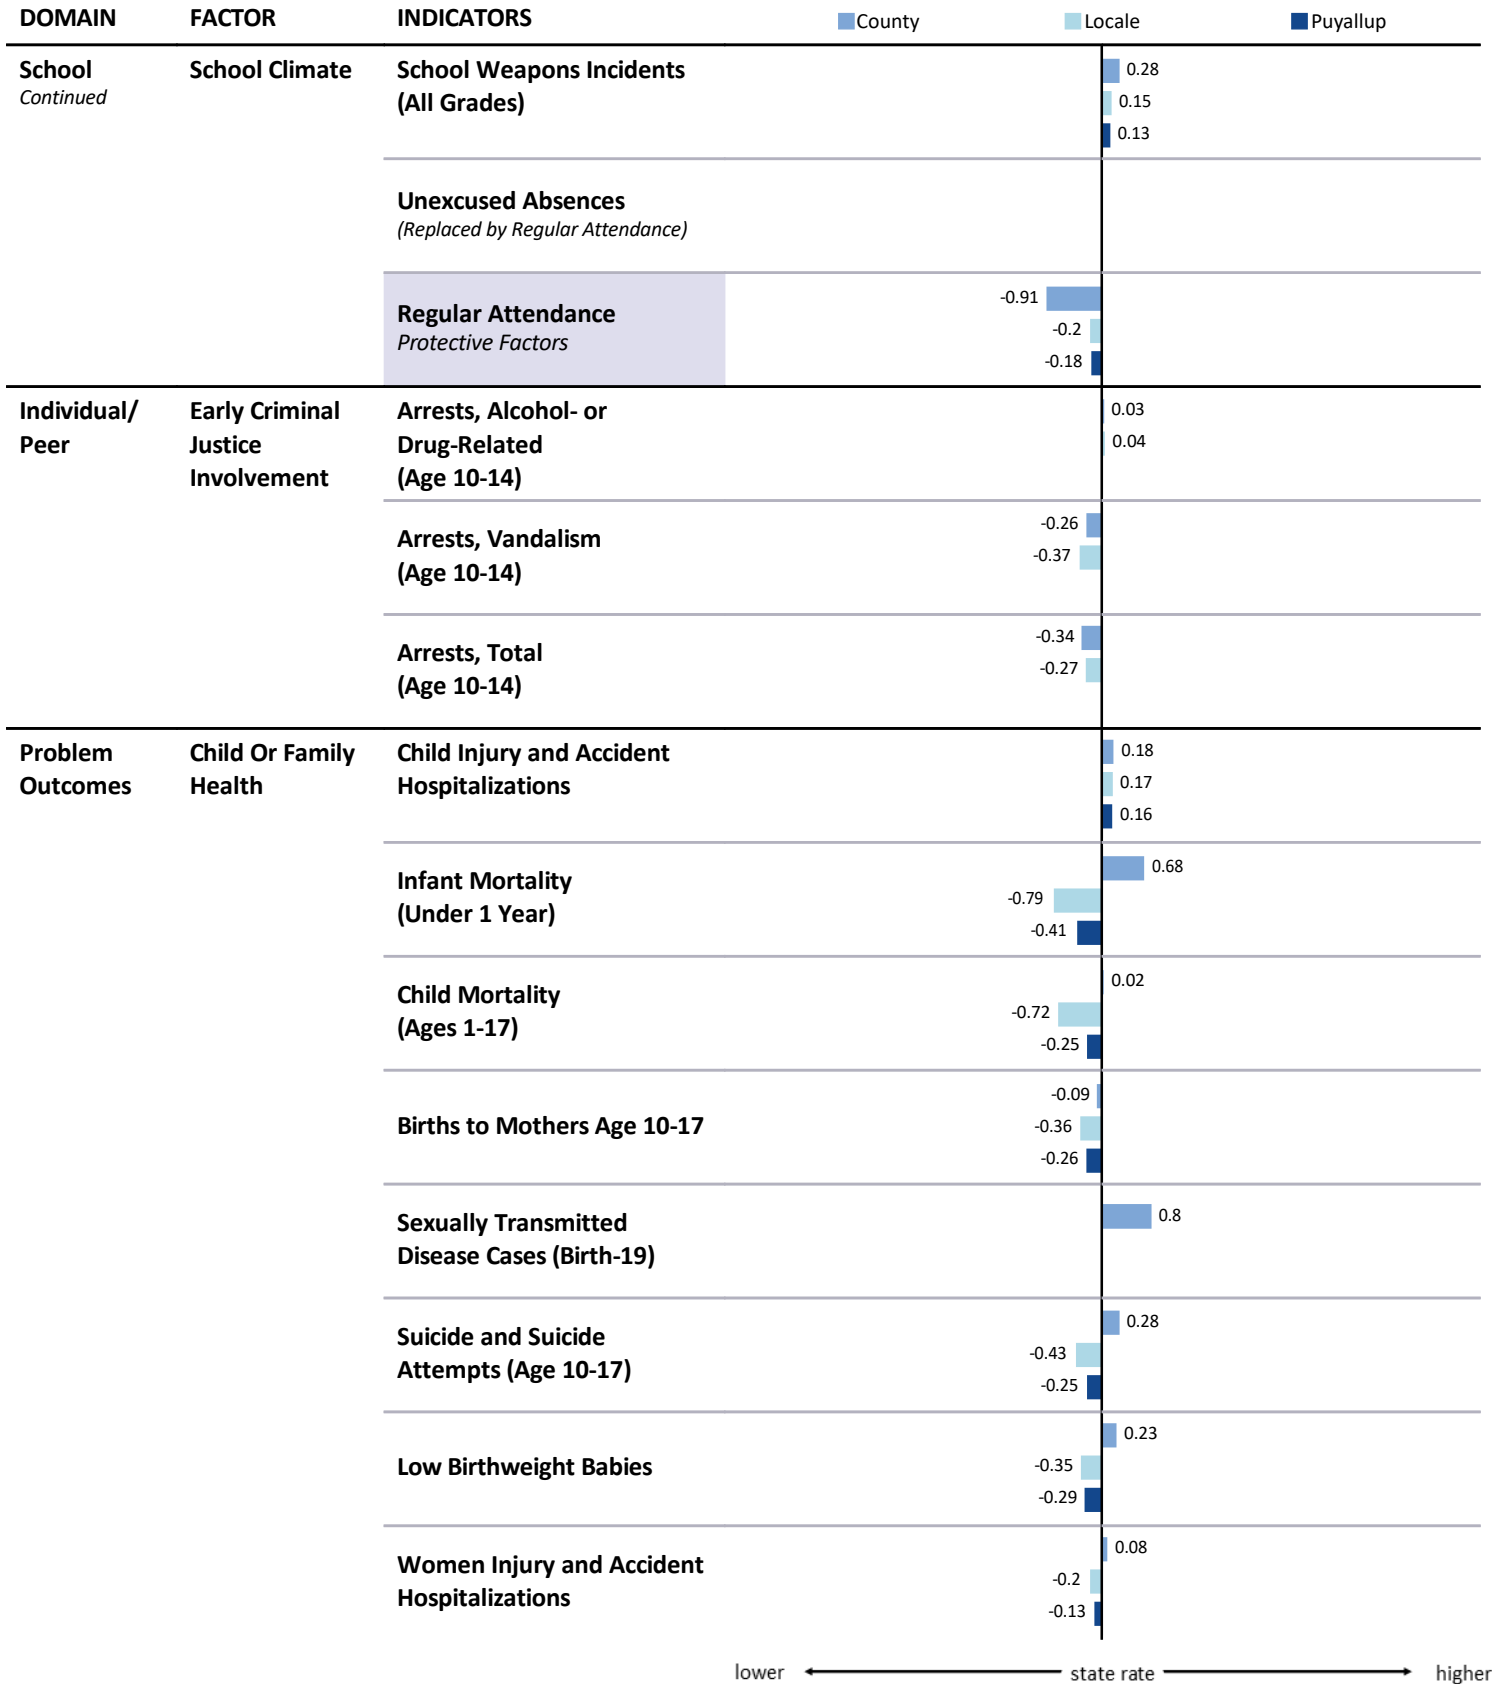 DOMAIN FACTOR INDICATORS County Locale Puyallup
School School Climate School Weapons Incidents
Continued (All Grades)
0.28
0.15
0.13
Unexcused Absences
(Replaced by Regular Attendance)
Regular Attendance
Protective Factors
-0.91
-0.2
-0.18
Individual/ Early Criminal Arrests, Alcohol- or
Peer Justice Drug-Related
Involvement (Age 10-14)
0.03
0.04
Arrests, Vandalism
(Age 10-14)
-0.26
-0.37
Arrests, Total
(Age 10-14)
-0.34
-0.27
Problem Child Or Family Child Injury and Accident
Outcomes Health Hospitalizations
0.18
0.17
0.16
Infant Mortality
(Under 1 Year)
0.68
-0.79
-0.41
Child Mortality
(Ages 1-17)
0.02
-0.72
-0.25
Births to Mothers Age 10-17
-0.09
-0.36
-0.26
Sexually Transmitted
Disease Cases (Birth-19)
0.8
Suicide and Suicide
Attempts (Age 10-17)
0.28
-0.43
-0.25
Low Birthweight Babies
0.23
-0.35
-0.29
Women Injury and Accident
Hospitalizations
0.08
-0.2
-0.13
lower state rate higher